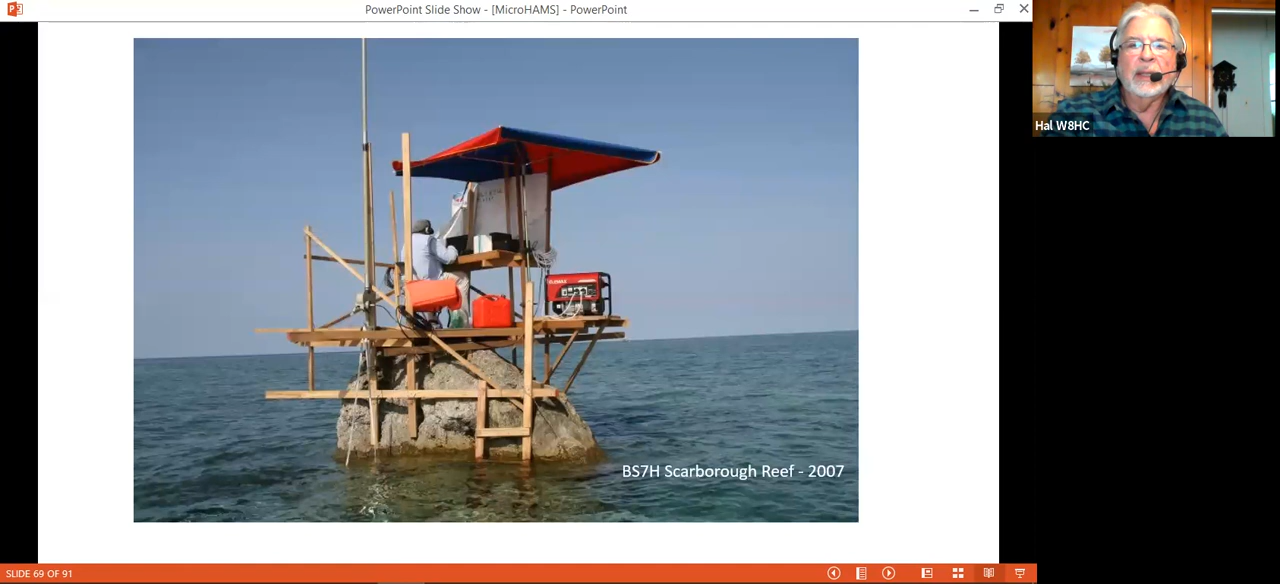 PowerPoint Slide Show - [MicroHAMS] - PowerPoint
Hal W8HC
BS7H Scarborough Reef - 2007
SLIDE 69 OF 91